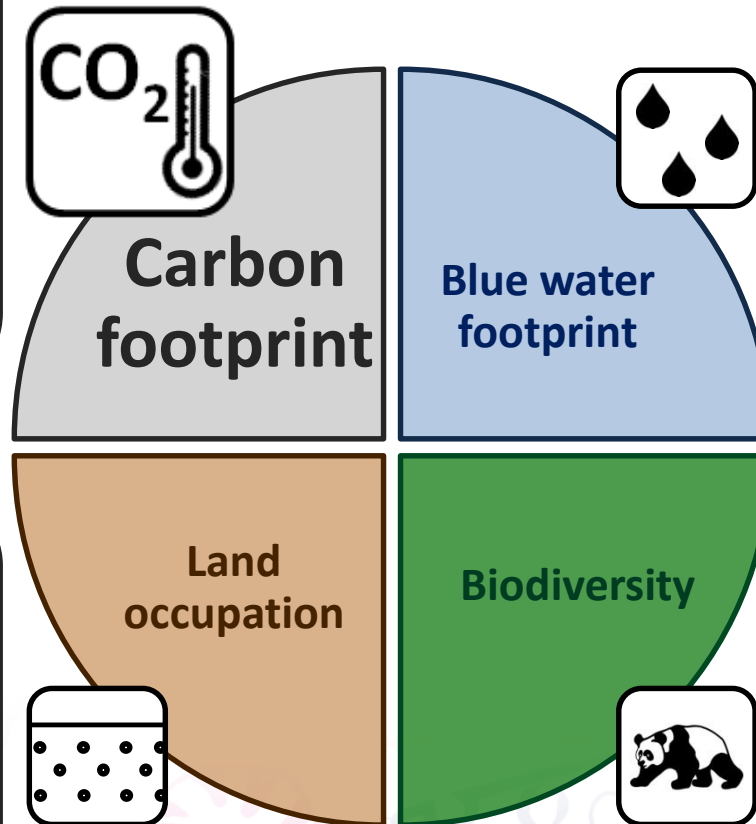 CO₂
Carbon
footprint
Blue water
footprint
Land
occupation
Biodiversity